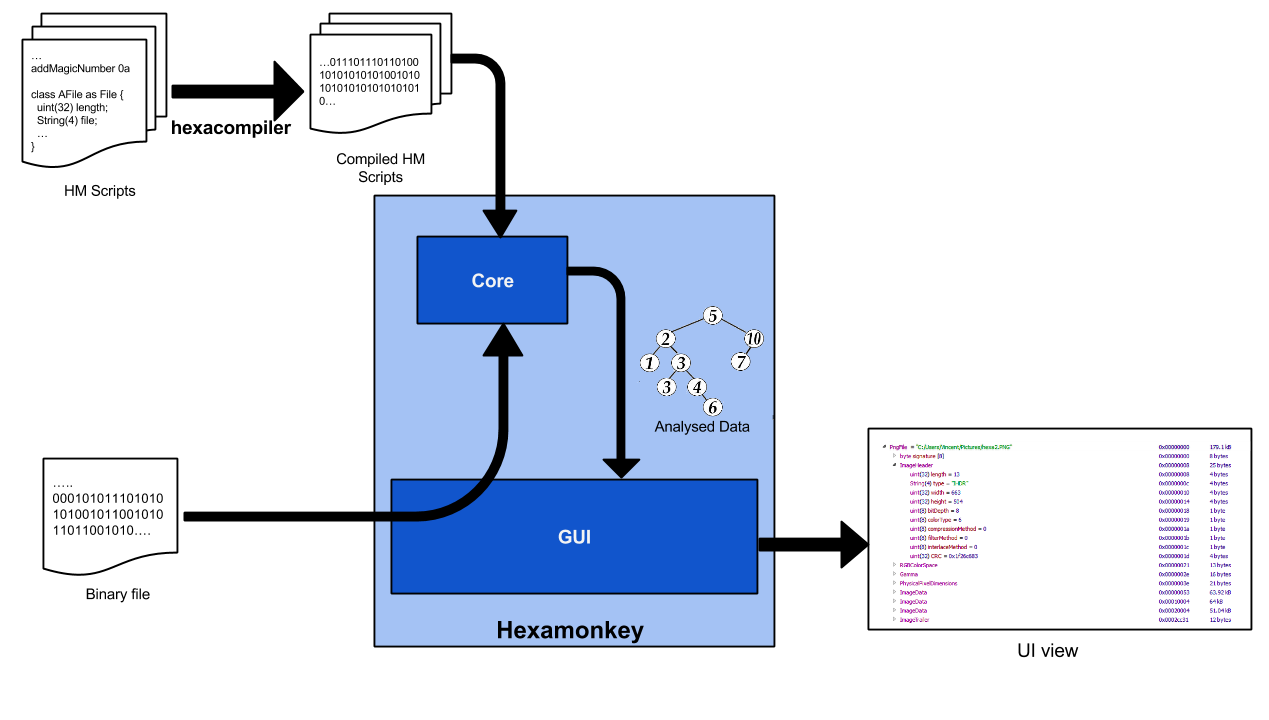 …
addMagicNumber 0a
class AFile as File {
uint(32) length;
String(4) file;
…
}
HM Scripts
hexacompiler
…011101110110100
1010101010100101​0
1010101010101010​1
0…
Compiled HM
Scripts
Core
5
2
10
1
3
7
3
4
6
Analysed Data
…..
000101011101010
101001011001010
11011001010….
Binary file
GUI
Hexamonkey
PngFile = "C:/Users/Vincent/Pictures/hexa2.PNG" 0x00000000 179.1 kB
byte signature [8] 0x00000000 8 bytes
ImageHeader 0x00000008 25 bytes
uint(32) length = 13 0x00000008 4 bytes
String(4) type = "IHDR" 0x0000000c 4 bytes
uint(32) width = 663 0x00000010 4 bytes
uint(32) height = 504 0x00000014 4 bytes
uint(8) bitDepth = 8 0x00000018 1 byte
uint(8) colorType = 6 0x00000019 1 byte
uint(8) compressionMethod = 0 0x0000001a 1 byte
uint(8) filterMethod = 0 0x0000001b 1 byte
uint(8) interlaceMethod = 0 0x0000001c 1 byte
uint(32) CRC = 0x1f26c683 0x0000001d 4 bytes
RGBColorSpace 0x00000021 13 bytes
Gamma 0x0000002e 16 bytes
PhysicalPixelDimensions 0x0000003e 21 bytes
ImageData 0x00000053 63.92 kB
ImageData 0x00010004 64 kB
ImageData 0x00020004 51.04 kB
ImageTrailer 0x0002cc31 12 bytes
UI view